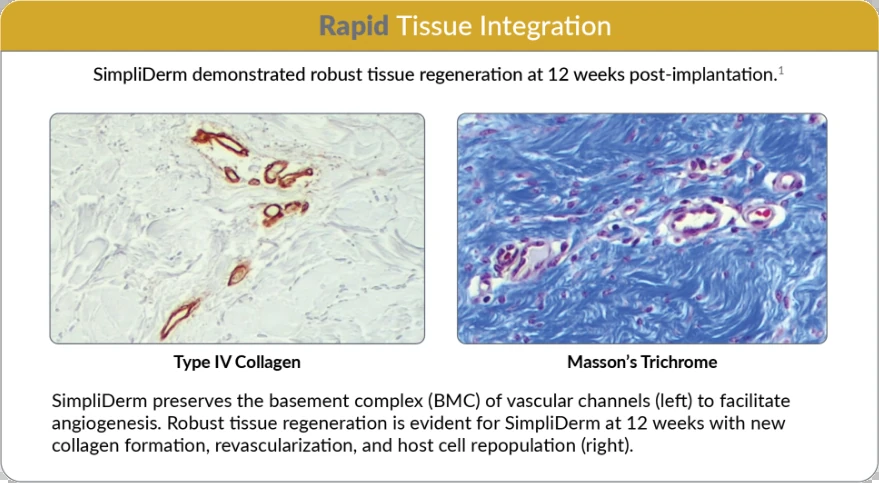 Rapid Tissue Integration
SimpliDerm demonstrated robust tissue regeneration at 12 weeks post-implantation.1
Type IV Collagen
Masson's Trichrome
SimpliDerm preserves the basement complex (BMC) of vascular channels (left) to facilitate
angiogenesis. Robust tissue regeneration is evident for SimpliDerm at 12 weeks with new
collagen formation, revascularization, and host cell repopulation (right).